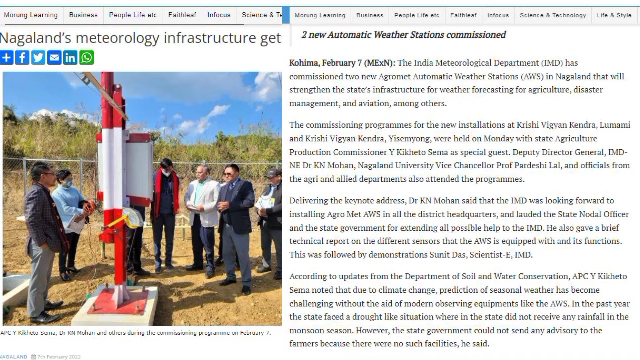 Morung Learning Business People Life etc Faithleaf Infocus Science & Te
Nagaland's meteorology infrastructure get
APC Y Kikheto Sema, Dr KN Mohan and others during the commissioning programme on February 7.
NAGALAND 7th February 2022
Morung Learning Business People Life etc Faithleaf Infocus Science & Technology Life & Style
2 new Automatic Weather Stations commissioned
Kohima, February 7 (MExN): The India Meteorological Department (IMD) has
commissioned two new Agronet Automatic Weather Stations (AWS) in Nagaland that will
strengthen the state's infrastructure for weather forecasting for agriculture, disaster
management, and aviation, among others.
The commissioning programmes for the new installations at Krishi Vigyan Kendra, Lumami
and Krishi Vigyan Kendra, Yisemyong, were held on Monday with state Agriculture
Production Commissioner Y Kikheto Sema as special guest. Deputy Director General, IMD-
NE Dr KN Mohan, Nagaland University Vice Chancellor Prof Pardeshi Lal, and officials from
the agri and allied departments also attended the programmes.
Delivering the keynote address, Dr KN Mohan said that the IMD was looking forward to
installing Agro Met AWS in all the district headquarters, and lauded the State Nodal Officer
and the state government for extending all possible help to the IMD. He also gave a brief
technical report on the different sensors that the AWS is equipped with and its functions.
This was followed by demonstrations Sunit Das, Scientist-E, IMD.
According to updates from the Department of Soil and Water Conservation, APC Y Kikheto
Sema noted that due to climate change, prediction of seasonal weather has become
challenging without the aid of modern observing equipments like the AWS. In the past year
the state faced a drought like situation where in the state did not receive any rainfall in the
monsoon season. However, the state government could not send any advisory to the
farmers because there were no such facilities, he said.